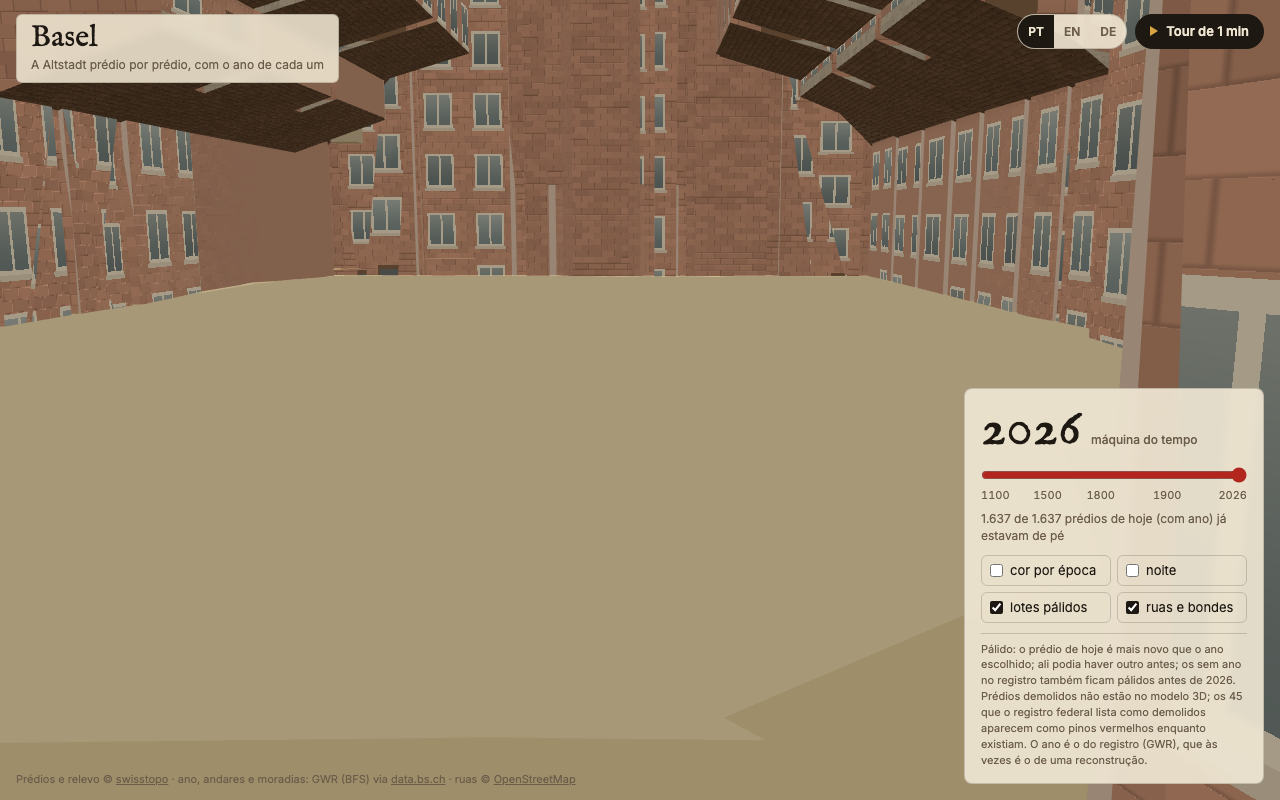 Basel
A Altstadt prédio por prédio, com o ano de cada um
PT EN DE
Tour de 1 min
2026 máquina do tempo
1100 1500 1800 1900 2026
1.637 de 1.637 prédios de hoje (com ano) já
estavam de pé
cor por época
noite
lotes pálidos
ruas e bondes
Pálido: o prédio de hoje é mais novo que o ano
escolhido; ali podia haver outro antes; os sem ano
no registro também ficam pálidos antes de 2026.
Prédios demolidos não estão no modelo 3D; os 45
que o registro federal lista como demolidos
aparecem como pinos vermelhos enquanto
existiam. O ano é o do registro (GWR), que às
vezes é o de uma reconstrução.
Prédios e relevo © swisstopo · ano, andares e moradias: GWR (BFS) via data.bs.ch · ruas © OpenStreetMap